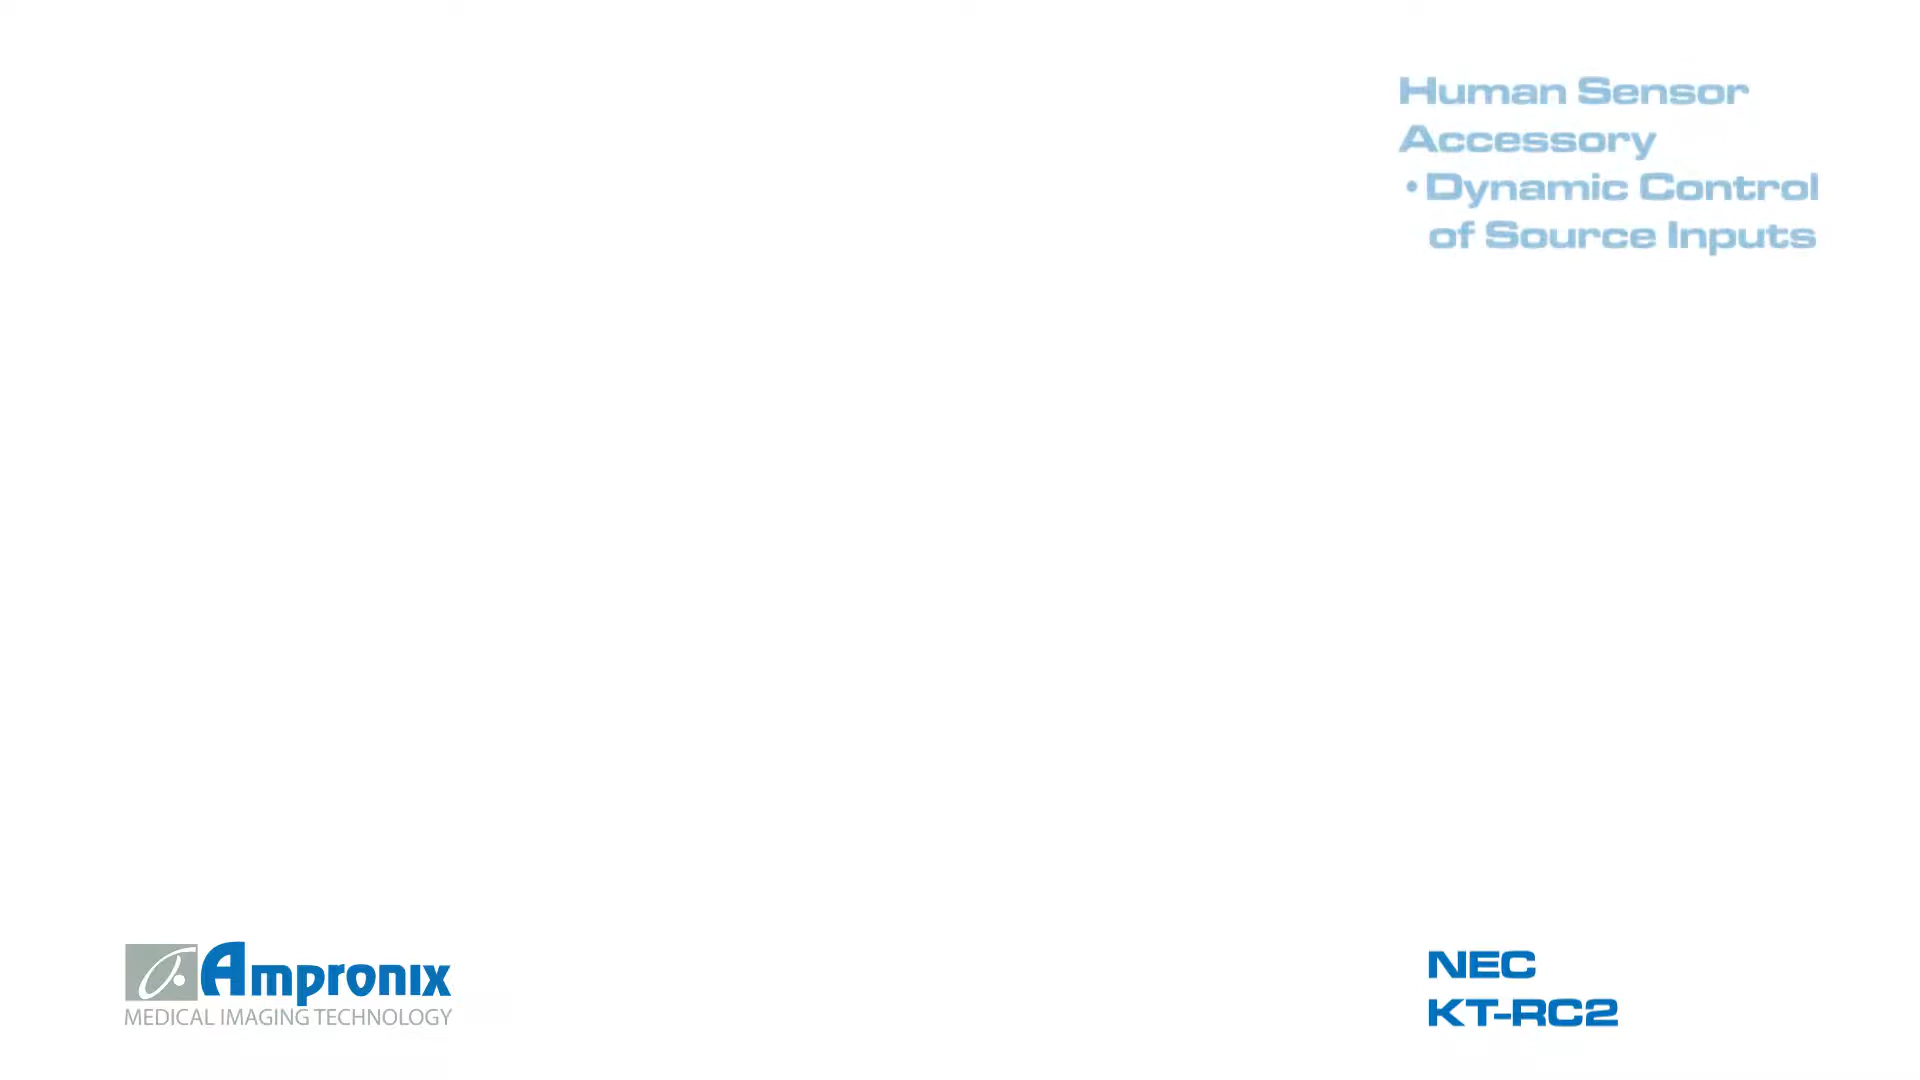 Human Sensor
Accessory
• Dynamic Control
of Source Inputs
Ampronix
MEDICAL IMAGING TECHNOLOGY
NEC
KT-RC2